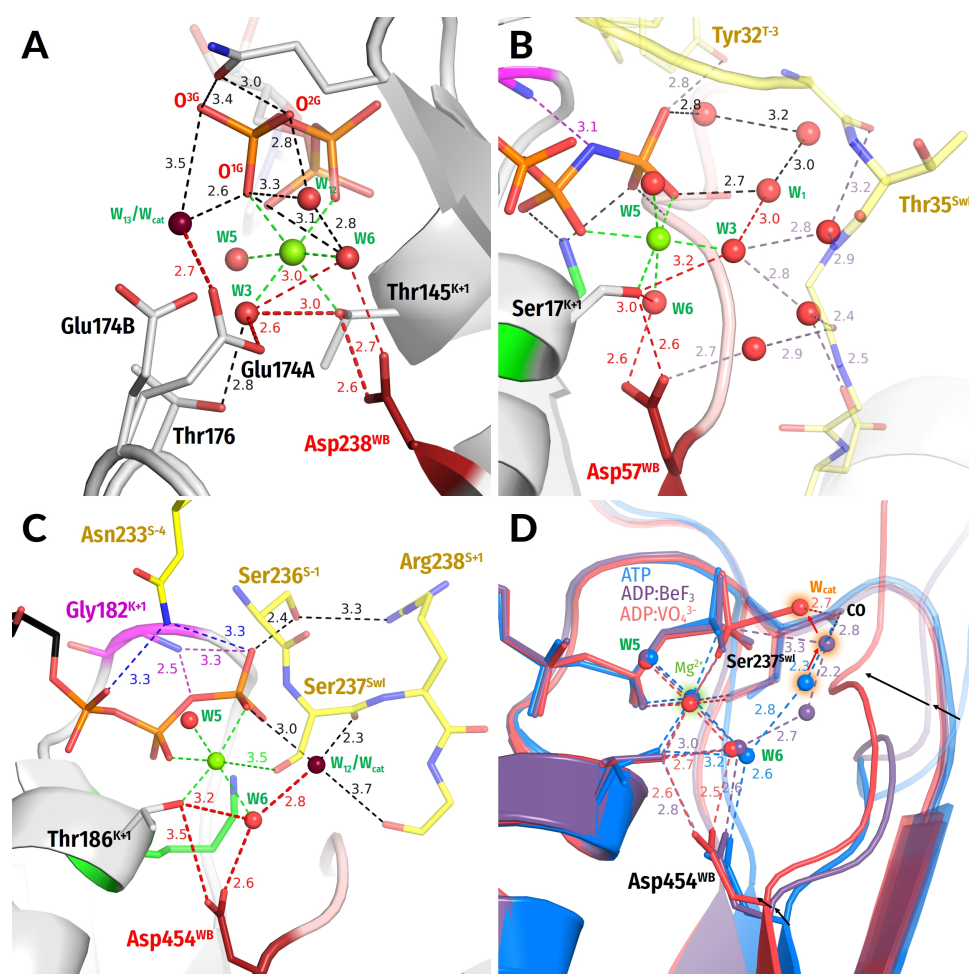 A
3.0
O³ᴳ
3.4
O²ᴳ
2.8
3.5
O¹ᴳ
2.6
3.3
W₁₂
W₁₃/W_cat
3.1
2.8
W5
W6
2.7
3.0
Thr145ᴷ⁺¹
W3
3.0
Glu174B
2.6
Glu174A
2.7
2.8
2.6
Thr176
Asp238ᵂᴮ
B
Tyr32ᵀ⁻³
2.8
2.8
3.2
3.1
3.0
2.7
W₁
3.2
Thr35ˢʷᴵ
W5
3.0
W3
2.8
2.9
3.2
2.8
Ser17ᴷ⁺¹
3.0
W6
2.4
2.6
2.6
2.7
2.9
2.5
Asp57ᵂᴮ
C
Asn233ˢ⁻⁴
Ser236ˢ⁻¹
Arg238ˢ⁺¹
Gly182ᴷ⁺¹
3.3
2.4
3.3
2.5
3.3
3.3
Ser237ˢʷᴵ
W5
3.0
2.3
3.5
W₁₂/W_cat
3.2
W6
2.8
3.7
Thr186ᴷ⁺¹
3.5
2.6
Asp454ᵂᴮ
D
ATP
ADP:BeF₃
ADP:VO₄³⁻
W_cat
2.7
CO
2.8
W5
3.3
Ser237ˢʷᴵ
Mg²⁺
2.3
2.2
2.8
2.7
3.0
W6
2.7
3.2
2.6
2.6
2.6
2.8
2.5
Asp454ᵂᴮ